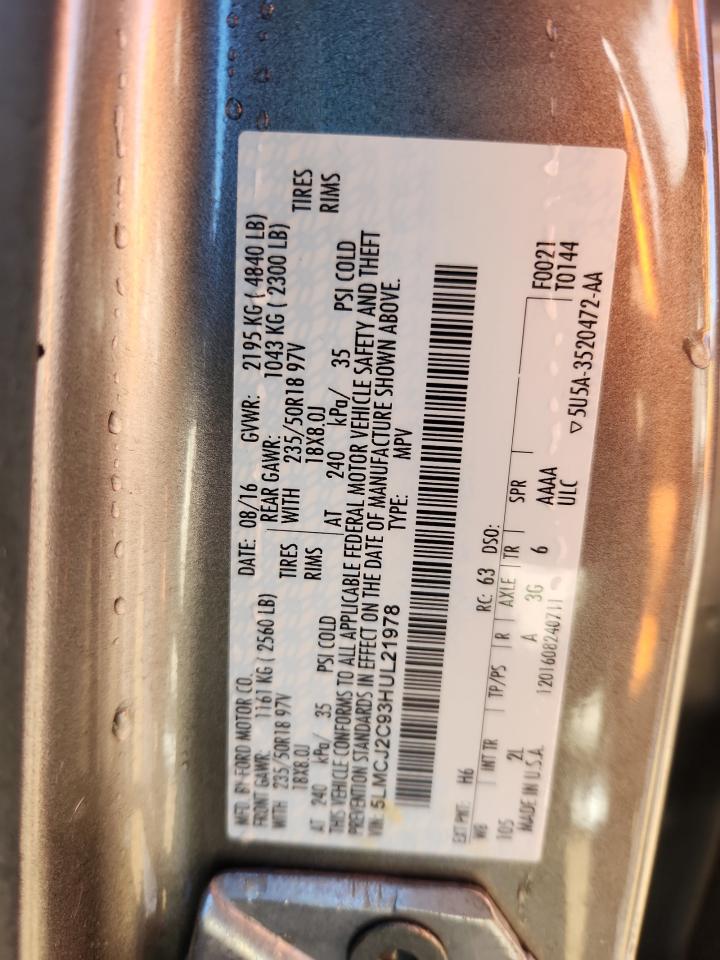 MFD. BY FORD MOTOR CO.
DATE: 08/16 GVWR: 2195 KG ( 4840 LB)
FRONT GAWR: 1161 KG ( 2560 LB) REAR GAWR: 1043 KG ( 2300 LB)
WITH 235/50R18 97V TIRES WITH 235/50R18 97V TIRES
18X8.0J RIMS 18X8.0J RIMS
AT 240 kPa/ 35 PSI COLD AT 240 kPa/ 35 PSI COLD
THIS VEHICLE CONFORMS TO ALL APPLICABLE FEDERAL MOTOR VEHICLE SAFETY AND THEFT
PREVENTION STANDARDS IN EFFECT ON THE DATE OF MANUFACTURE SHOWN ABOVE.
VIN: 5LMCJ2C93HUL21978 TYPE: MPV
EXT PNT: H6 RC: 63 DSO:
WB INT TR TP/PS R AXLE TR SPR F0021
105 2L A 3G 6 AAAA T0144
MADE IN U.S.A. 1201608240711 ULC ▽5U5A-3520472-AA